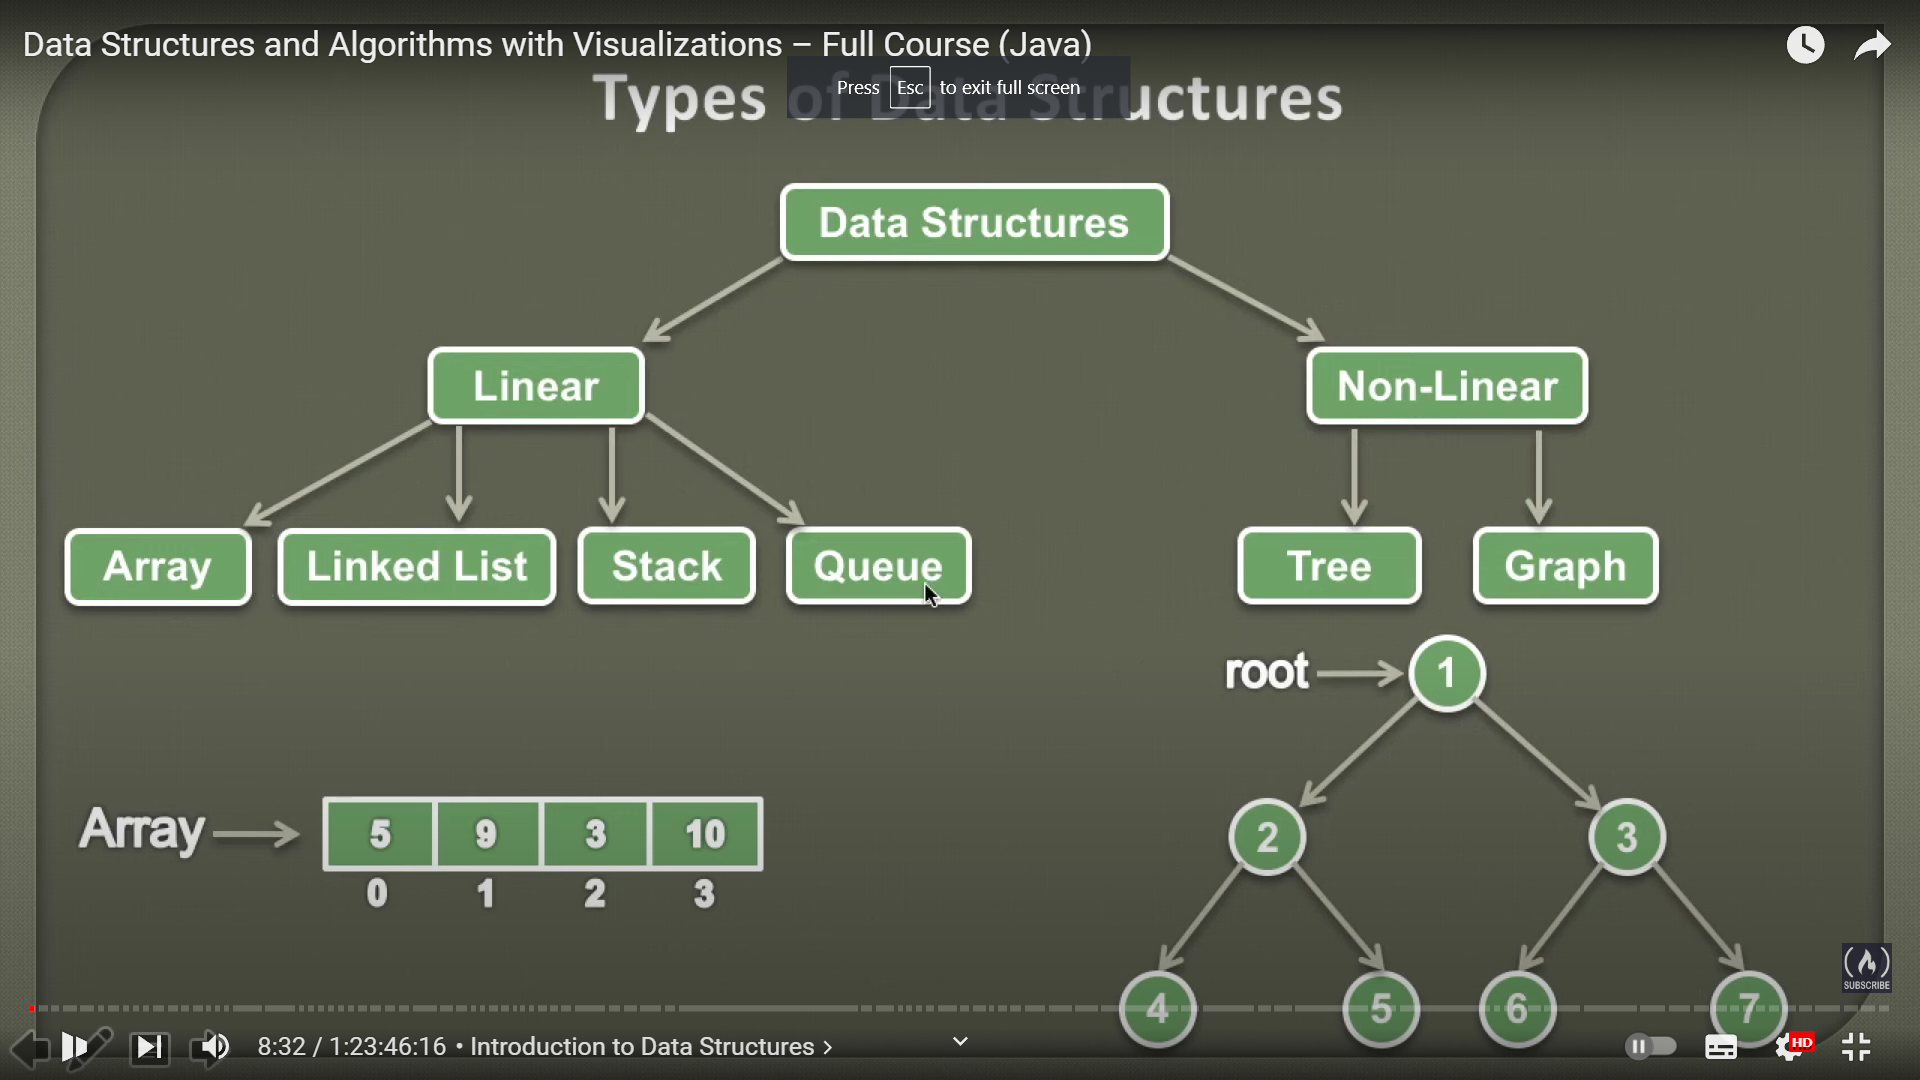 Data Structures and Algorithms with Visualizations – Full Course (Java)
Press Esc to exit full screen
Types of Data Structures
Data Structures
Linear
Non-Linear
Array
Linked List
Stack
Queue
Tree
Graph
root
1
2
3
Array
5 9 3 10
0 1 2 3
4
5
6
7
SUBSCRIBE
8:32 / 1:23:46:16 • Introduction to Data Structures >
HD